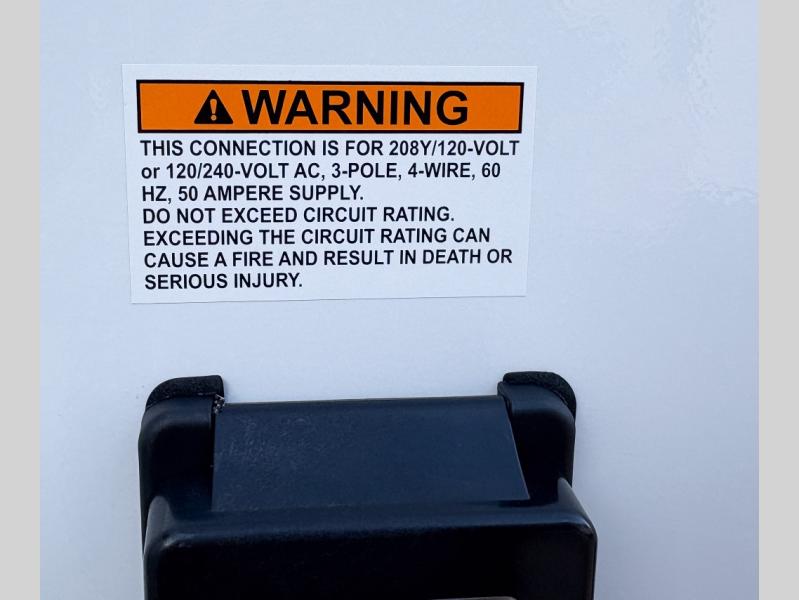 WARNING
THIS CONNECTION IS FOR 208Y/120-VOLT
or 120/240-VOLT AC, 3-POLE, 4-WIRE, 60
HZ, 50 AMPERE SUPPLY.
DO NOT EXCEED CIRCUIT RATING.
EXCEEDING THE CIRCUIT RATING CAN
CAUSE A FIRE AND RESULT IN DEATH OR
SERIOUS INJURY.